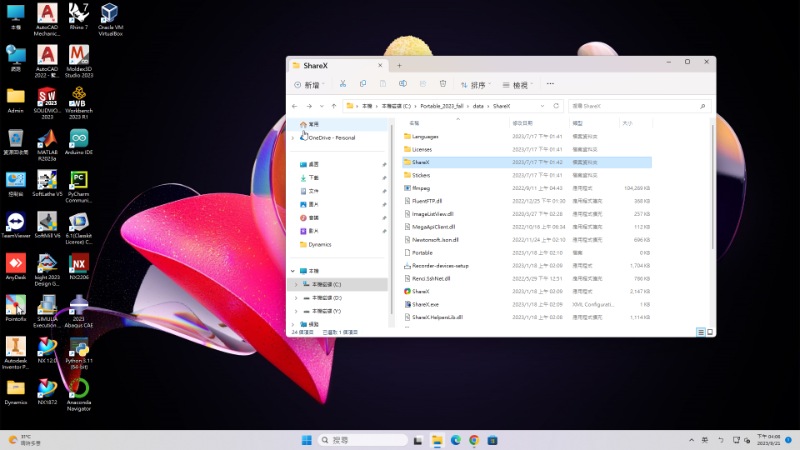 本機
AutoCAD Mechanic...
Rhino 7
Oracle VM VirtualBox
網路
AutoCAD 2022 - 繁...
Moldex3D Studio 2023
Admin
SOLIDWO... 2023
Workbench 2023 R1
資源回收筒
MATLAB R2023a
Arduino IDE
控制台
SolfLathe V5
PyCharm Communi...
TeamViewer
SoftMill V5
6.1(Classkit License) C...
AnyDesk
Eight 2023 Design G...
NX2206
Pointofix
SIMULIA Execution ...
2023 Abaqus CAE
Autodesk Inventor P...
NX 12.0
Python 3.11 (64-bit)
Dynamics
NX1872
Anaconda Navigator
ShareX
新增
排序
檢視
本機 > 本機磁碟 (C:) > Portable_2023_fall > data > ShareX
搜尋 ShareX
常用
OneDrive - Personal
桌面
下載
文件
圖片
音樂
影片
Dynamics
本機
本機磁碟 (C:)
本機磁碟 (D:)
本機磁碟 (Y:)
網路
名稱 修改日期 類型 大小
Languages 2023/7/17 下午 01:41 檔案資料夾
Licenses 2023/7/17 下午 01:41 檔案資料夾
ShareX 2023/7/17 下午 01:42 檔案資料夾
Stickers 2023/7/17 下午 01:41 檔案資料夾
ffmpeg 2022/9/11 上午 04:43 應用程式 104,269 KB
FluentFTP.dll 2022/12/25 下午 01:30 應用程式擴充 368 KB
ImageListView.dll 2023/5/27 下午 02:28 應用程式擴充 257 KB
MegaApiClient.dll 2022/10/16 上午 06:34 應用程式擴充 112 KB
Newtonsoft.Json.dll 2022/11/24 上午 02:10 應用程式擴充 696 KB
Portable 2023/1/18 上午 02:10 檔案 0 KB
Recorder-devices-setup 2023/1/18 上午 02:09 應用程式 1,704 KB
Renci.SshNet.dll 2022/5/29 下午 12:51 應用程式擴充 786 KB
ShareX 2023/1/18 上午 02:09 應用程式 2,147 KB
ShareX.exe 2023/1/18 上午 02:09 XML Configuratio... 1 KB
ShareX.HelpersLib.dll 2023/1/18 上午 02:09 應用程式擴充 1,114 KB
24 個項目 已選取 1 個項目
31°C
局部多雲
搜尋
英
下午 04:08
2023/8/21